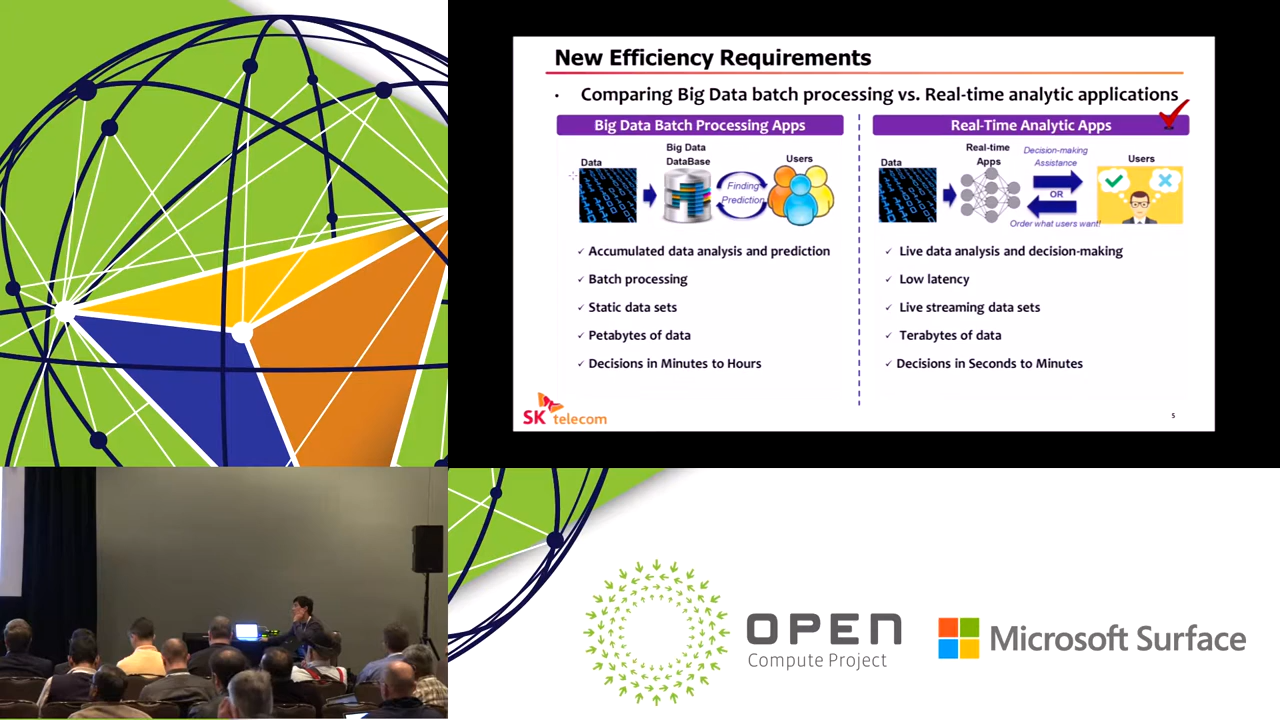 New Efficiency Requirements
• Comparing Big Data batch processing vs. Real-time analytic applications
Big Data Batch Processing Apps
Data
Big Data
DataBase
Finding
Prediction
Users
✓ Accumulated data analysis and prediction
✓ Batch processing
✓ Static data sets
✓ Petabytes of data
✓ Decisions in Minutes to Hours
Real-Time Analytic Apps
Data
Real-time
Apps
Decision-making
Assistance
OR
Order what users want!
Users
✓ Live data analysis and decision-making
✓ Low latency
✓ Live streaming data sets
✓ Terabytes of data
✓ Decisions in Seconds to Minutes
SK telecom
5
OPEN
Compute Project
Microsoft Surface